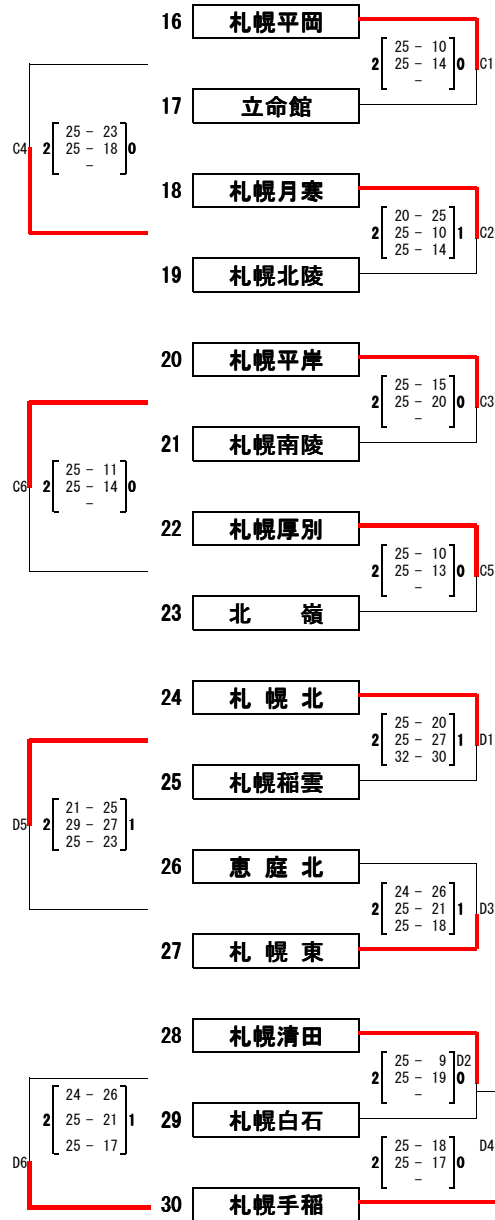 16 札幌平岡
2 25 - 10 0 C1
25 - 14
-
17 立命館
C4 2 25 - 23 0
25 - 18
-
18 札幌月寒
2 20 - 25 1 C2
25 - 10
25 - 14
19 札幌北陵
20 札幌平岸
2 25 - 15 0 C3
25 - 20
-
21 札幌南陵
C6 2 25 - 11 0
25 - 14
-
22 札幌厚別
2 25 - 10 0 C5
25 - 13
-
23 北 嶺
24 札 幌 北
2 25 - 20 1 D1
25 - 27
32 - 30
25 札幌稲雲
D5 2 21 - 25 1
29 - 27
25 - 23
26 恵 庭 北
2 24 - 26 1 D3
25 - 21
25 - 18
27 札 幌 東
28 札幌清田
2 25 - 9 0 D2
25 - 19
-
29 札幌白石
D6 2 24 - 26 1
25 - 21
25 - 17
2 25 - 18 0 D4
25 - 17
-
30 札幌手稲